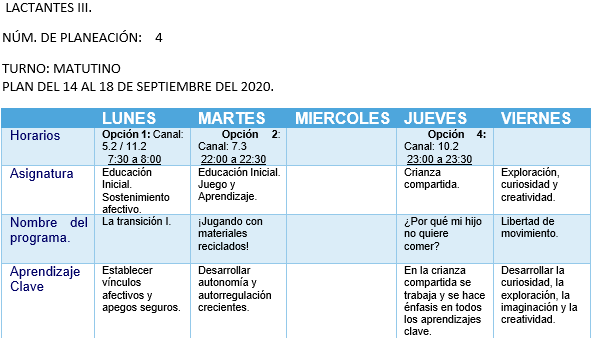 LACTANTES III.
NÚM. DE PLANEACIÓN: 4
TURNO: MATUTINO
PLAN DEL 14 AL 18 DE SEPTIEMBRE DEL 2020.
LUNES MARTES MIERCOLES JUEVES VIERNES
Horarios
Opción 1: Canal:
5.2 / 11.2
7:30 a 8:00
Opción 2:
Canal: 7.3
22:00 a 22:30
Opción 4:
Canal: 10.2
23:00 a 23:30
Asignatura
Educación
Inicial.
Sostenimiento
afectivo.
Educación Inicial.
Juego y
Aprendizaje.
Crianza
compartida.
Exploración,
curiosidad y
creatividad.
Nombre del
programa.
La transición I.
¡Jugando con
materiales
reciclados!
¿Por qué mi hijo
no quiere
comer?
Libertad de
movimiento.
Aprendizaje
Clave
Establecer
vínculos
afectivos y
apegos seguros.
Desarrollar
autonomía y
autorregulación
crecientes.
En la crianza
compartida se
trabaja y se hace
énfasis en todos
los aprendizajes
clave.
Desarrollar la
curiosidad, la
exploración, la
imaginación y la
creatividad.